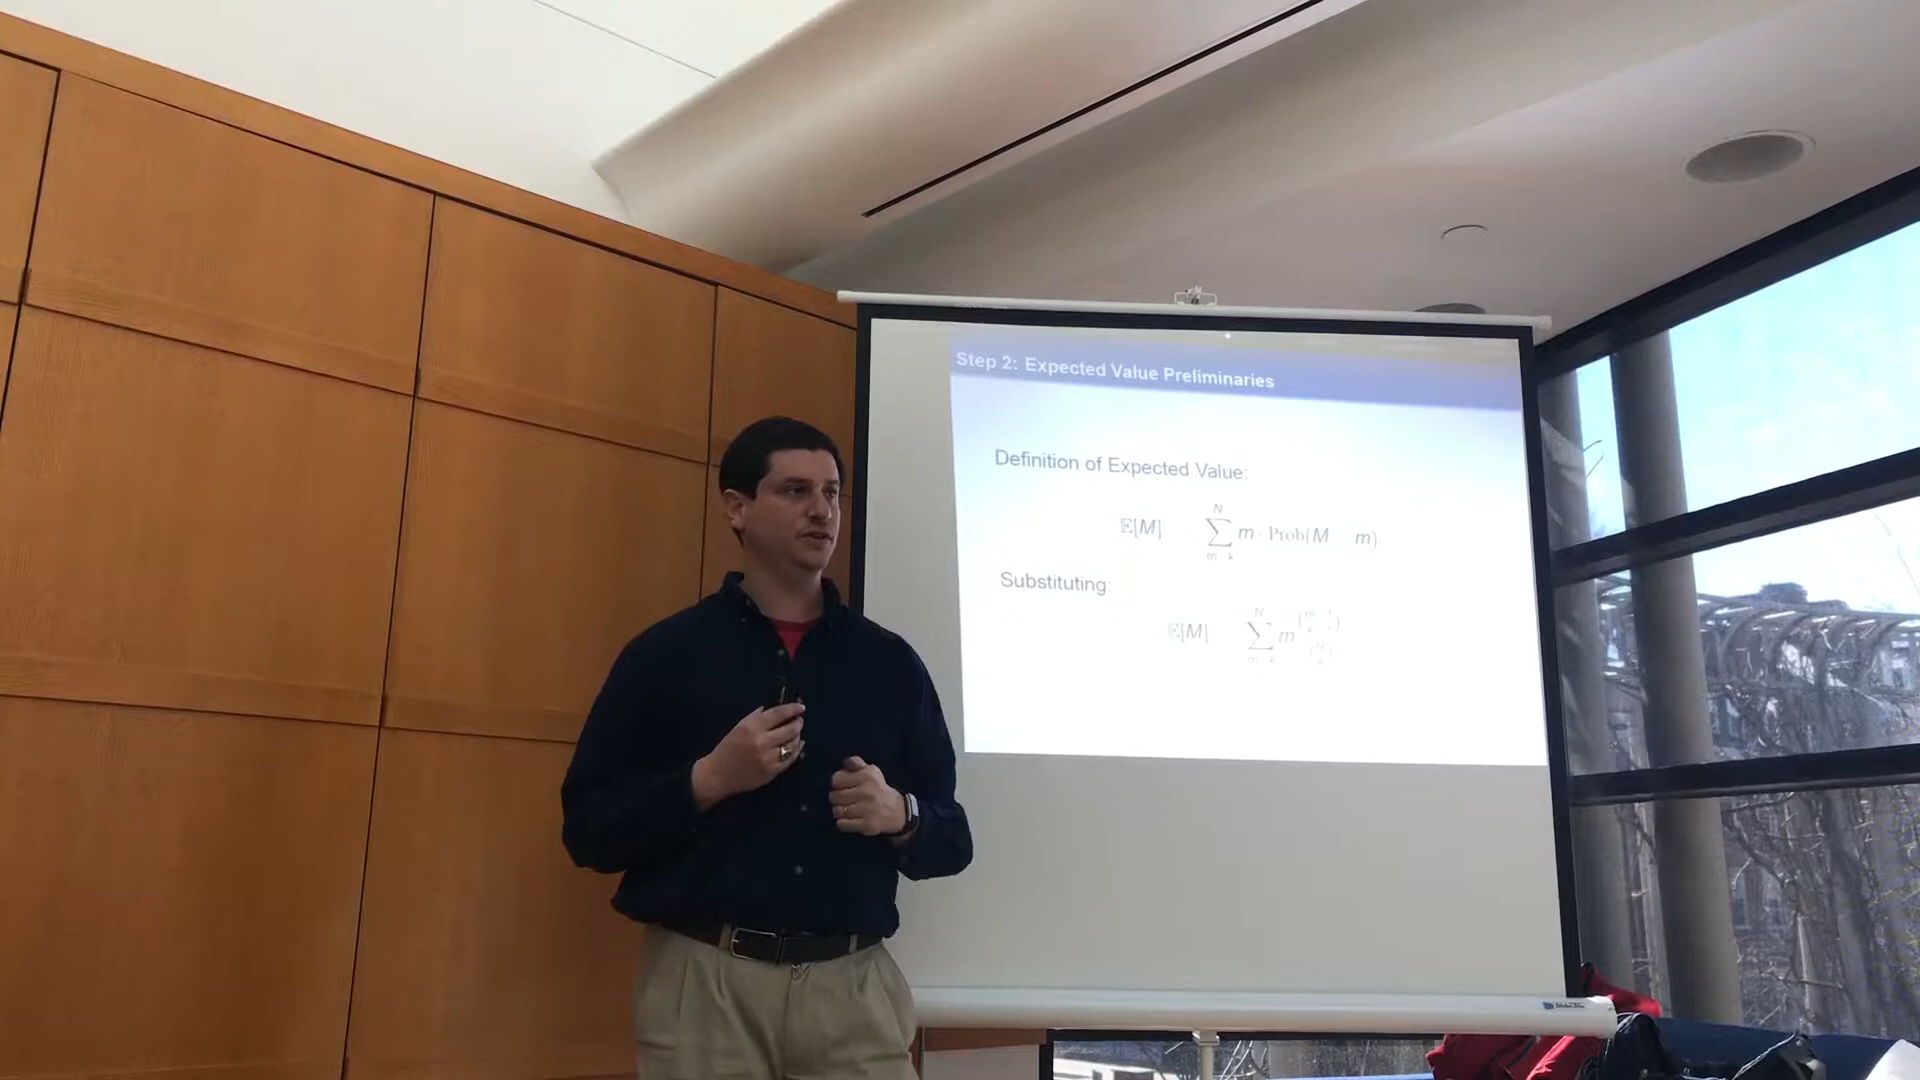 Step 2: Expected Value Preliminaries
Definition of Expected Value:
𝔼[M] = ∑_{m=k}^{N} m · Prob(M = m)
Substituting:
𝔼[M] = ∑_{m=k}^{N} m